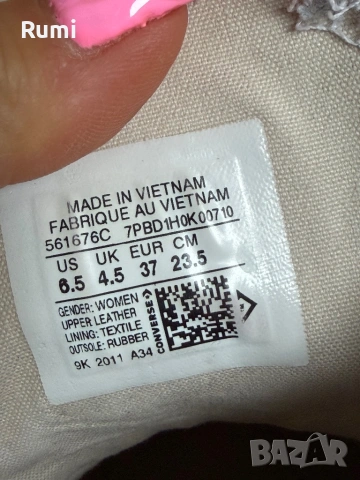 Rumi
MADE IN VIETNAM
FABRIQUE AU VIETNAM
561676C 7PBD1H0K00710
US UK EUR CM
6.5 4.5 37 23.5
GENDER: WOMEN
UPPER LEATHER
LINING: TEXTILE
OUTSOLE: RUBBER
9K 2011 A34
CONVERSE
BAZAR